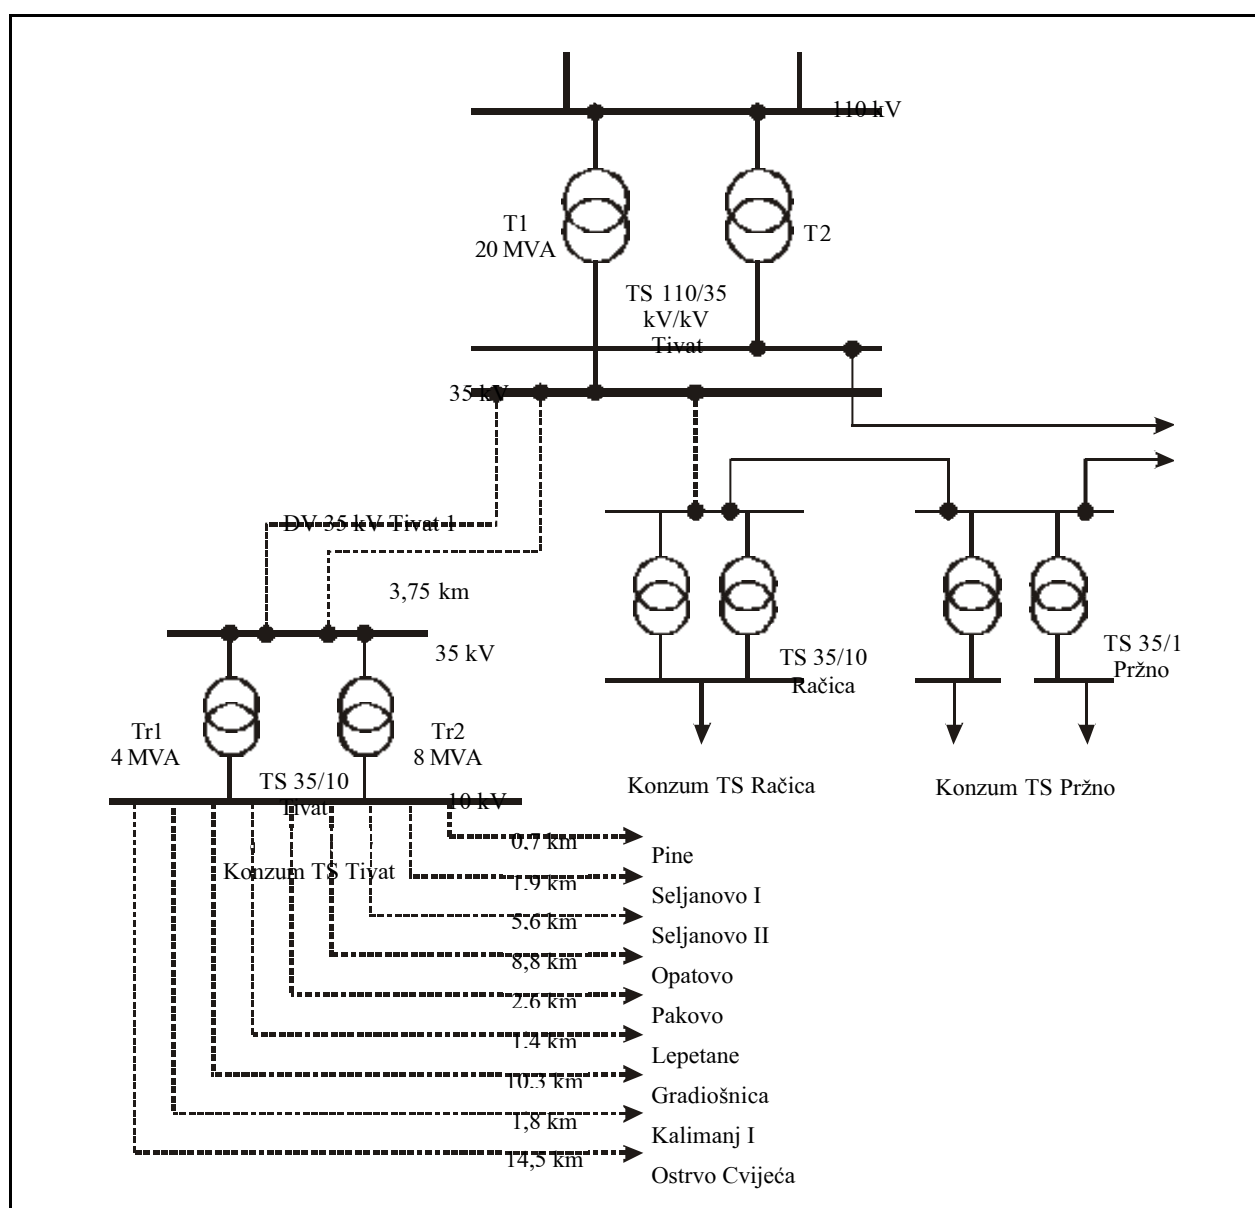 110 kV
T1
20 MVA
T2
TS 110/35
kV/kV
Tivat
35 kV
DV 35 kV Tivat 1
3,75 km
35 kV
TS 35/10
Račica
TS 35/1
Pržno
Tr1
4 MVA
Tr2
8 MVA
TS 35/10
Tivat
10 kV
Konzum TS Račica
Konzum TS Pržno
Konzum TS Tivat
0,7 km
Pine
1,9 km
Seljanovo I
5,6 km
Seljanovo II
8,8 km
Opatovo
2,6 km
Pakovo
1,4 km
Lepetane
10,3 km
Gradiošnica
1,8 km
Kalimanj I
14,5 km
Ostrvo Cvijeća